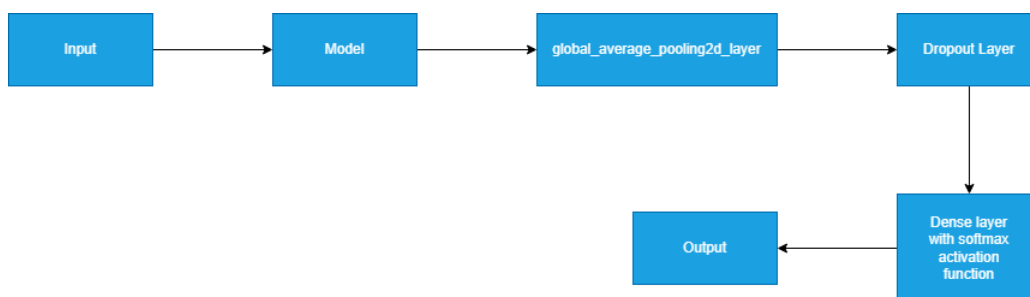 Input
Model
global_average_pooling2d_layer
Dropout Layer
Dense layer
with softmax
activation
function
Output